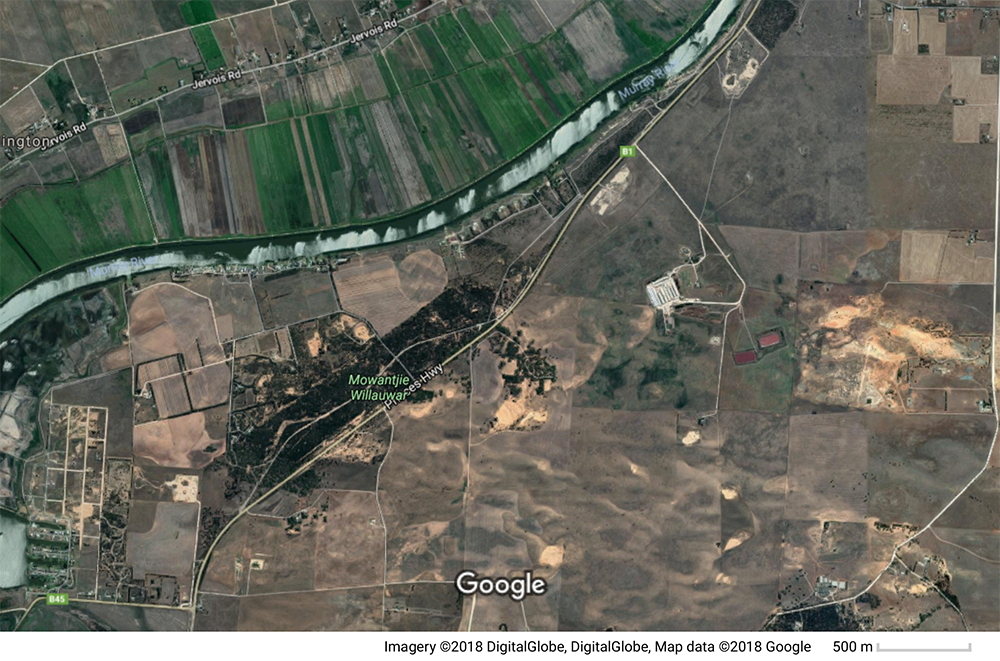 Jervois Rd
Jervois Rd
Murray River
ington
Jervois Rd
B1
Murray River
Mowantjie
Willauwar
Princes Hwy
B45
Google
Imagery ©2018 DigitalGlobe, DigitalGlobe, Map data ©2018 Google 500 m